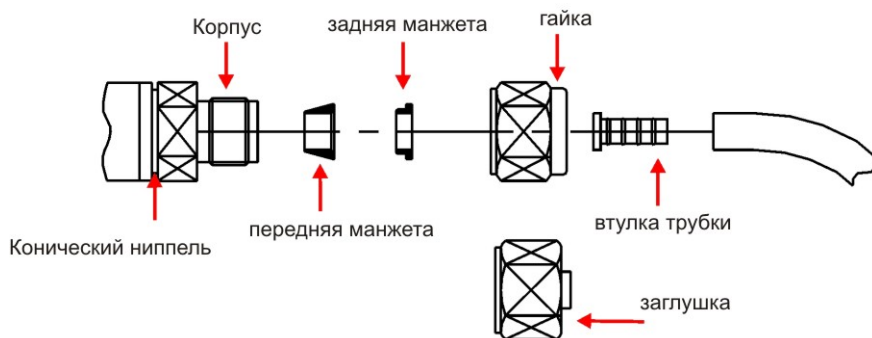 Корпус
задняя манжета
гайка
Конический ниппель
передняя манжета
втулка трубки
заглушка